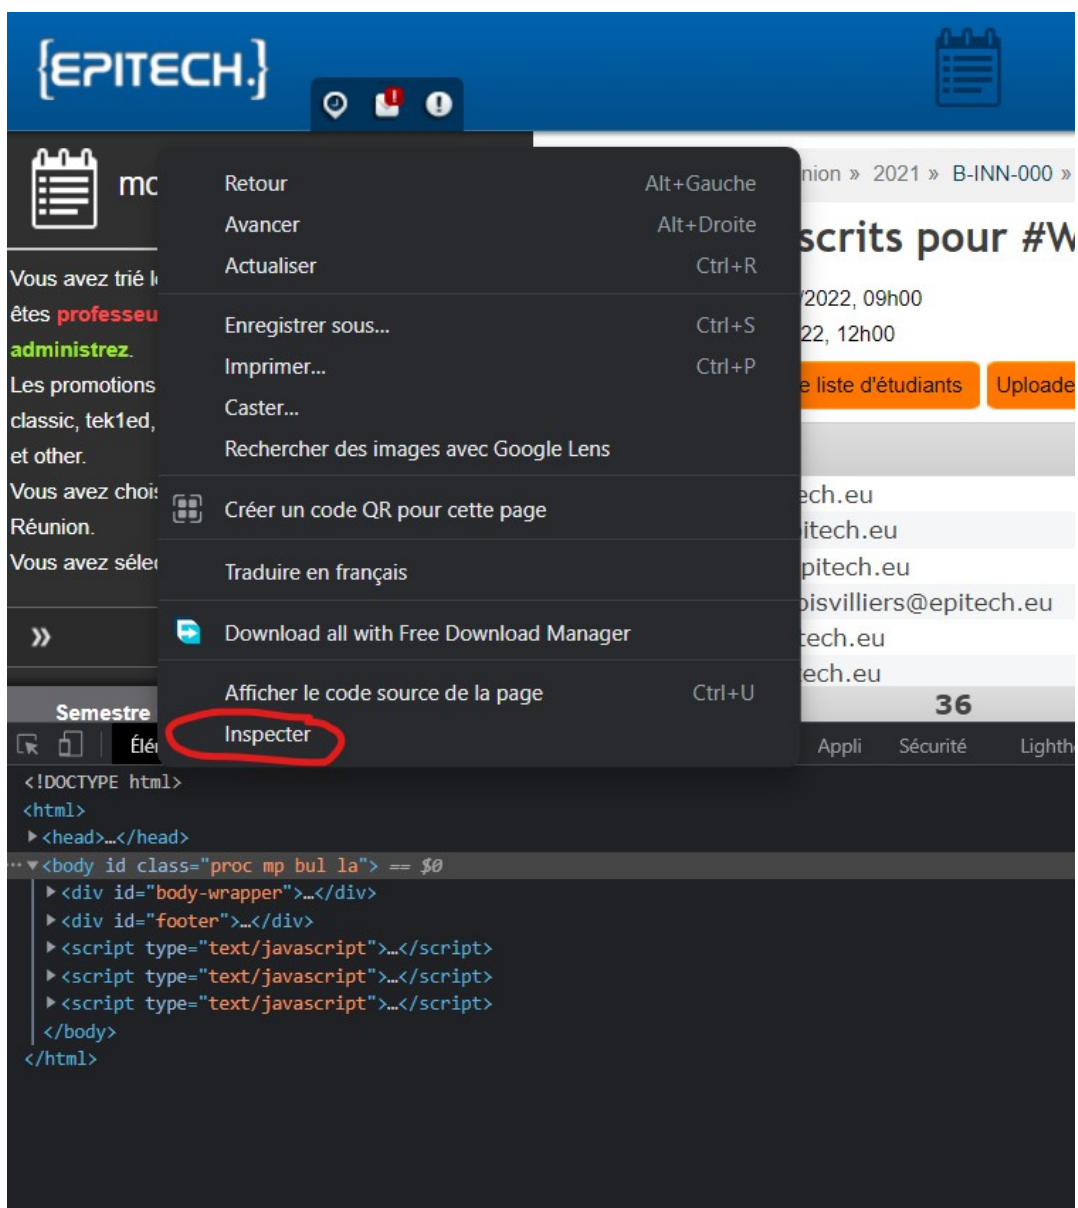 {EPITECH.}
Retour Alt+Gauche
Avancer Alt+Droite
Actualiser Ctrl+R
Enregistrer sous... Ctrl+S
Imprimer... Ctrl+P
Caster...
Rechercher des images avec Google Lens
Créer un code QR pour cette page
Traduire en français
Download all with Free Download Manager
Afficher le code source de la page Ctrl+U
Inspecter
Vous avez trié
êtes professeu
administrez.
Les promotions
classic, tek1ed,
et other.
Vous avez chois
Réunion.
Vous avez séle
»
Semestre
nion » 2021 » B-INN-000 »
scrits pour #W
/2022, 09h00
22, 12h00
e liste d'étudiants Uploade
ech.eu
itech.eu
pitech.eu
oisvilliers@epitech.eu
tech.eu
ech.eu
36
Élé Appli Sécurité Lighth
<!DOCTYPE html>
<html>
<head>…</head>
<body id class="proc mp bul la"> == $0
<div id="body-wrapper">…</div>
<div id="footer">…</div>
<script type="text/javascript">…</script>
<script type="text/javascript">…</script>
<script type="text/javascript">…</script>
</body>
</html>